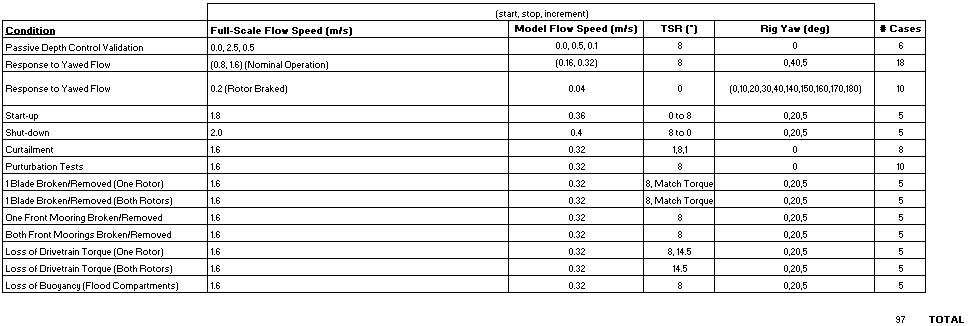 (start, stop, increment)
Condition Full-Scale Flow Speed (m/s) Model Flow Speed (m/s) TSR (°) Rig Yaw (deg) # Cases
Passive Depth Control Validation 0.0, 2.5, 0.5 0.0, 0.5, 0.1 8 0 6
Response to Yawed Flow (0.8, 1.6) (Nominal Operation) (0.16, 0.32) 8 0,40,5 18
Response to Yawed Flow 0.2 (Rotor Braked) 0.04 0 (0,10,20,30,40,140,150,160,170,180) 10
Start-up 1.8 0.36 0 to 8 0,20,5 5
Shut-down 2.0 0.4 8 to 0 0,20,5 5
Curtailment 1.6 0.32 1,8,1 0 8
Purturbation Tests 1.6 0.32 8 0 10
1 Blade Broken/Removed (One Rotor) 1.6 0.32 8, Match Torque 0,20,5 5
1 Blade Broken/Removed (Both Rotors) 1.6 0.32 8, Match Torque 0,20,5 5
One Front Mooring Broken/Removed 1.6 0.32 8 0,20,5 5
Both Front Moorings Broken/Removed 1.6 0.32 8 0,20,5 5
Loss of Drivetrain Torque (One Rotor) 1.6 0.32 8, 14.5 0,20,5 5
Loss of Drivetrain Torque (Both Rotors) 1.6 0.32 14.5 0,20,5 5
Loss of Buoyancy (Flood Compartments) 1.6 0.32 8 0,20,5 5
97 TOTAL